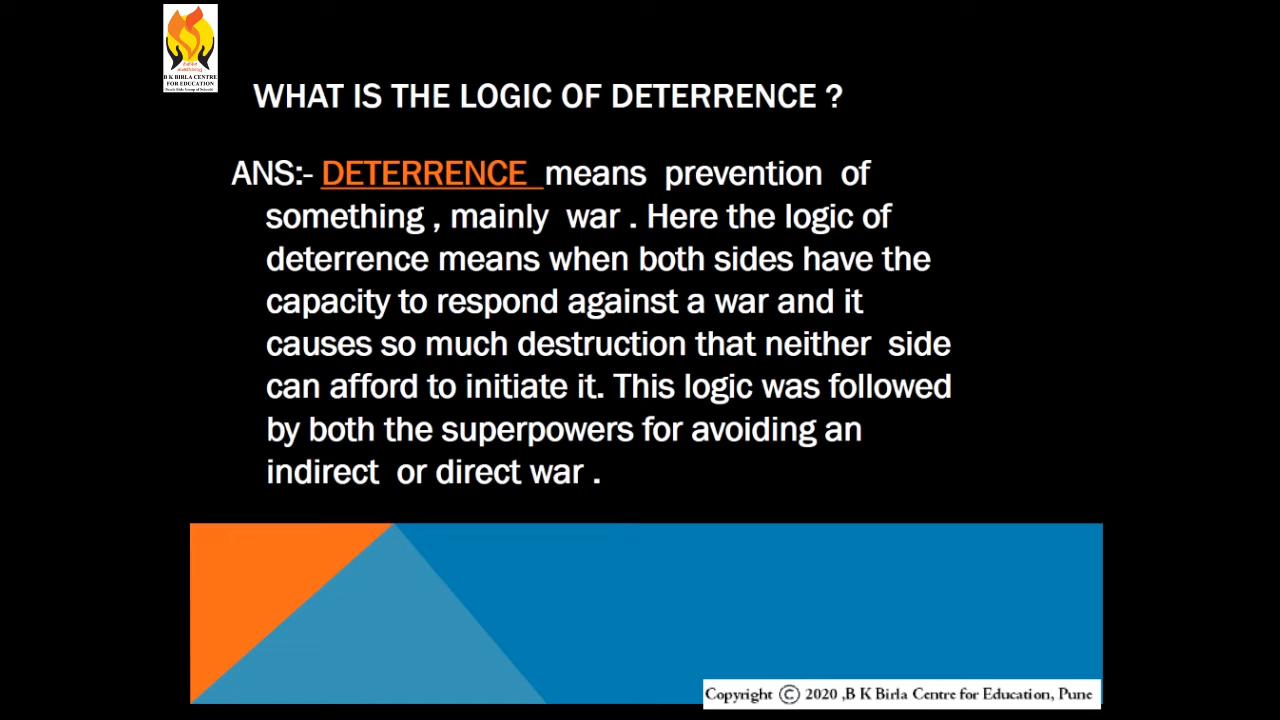 B K BIRLA CENTRE
FOR EDUCATION
WHAT IS THE LOGIC OF DETERRENCE ?
ANS:- DETERRENCE means prevention of
something , mainly war . Here the logic of
deterrence means when both sides have the
capacity to respond against a war and it
causes so much destruction that neither side
can afford to initiate it. This logic was followed
by both the superpowers for avoiding an
indirect or direct war .
Copyright © 2020 ,B K Birla Centre for Education, Pune